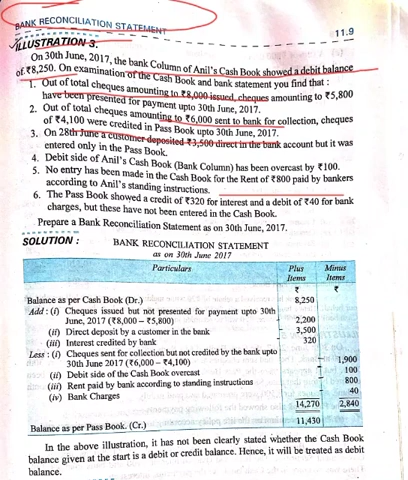 BANK RECONCILIATION STATEMENT
11.9
ILLUSTRATION 3.
On 30th June, 2017, the bank Column of Anil's Cash Book showed a debit balance
of ₹8,250. On examination of the Cash Book and bank statement you find that :
1. Out of total cheques amounting to ₹8,000 issued, cheques amounting to ₹5,800
have been presented for payment upto 30th June, 2017.
2. Out of total cheques amounting to ₹6,000 sent to bank for collection, cheques
of ₹4,100 were credited in Pass Book upto 30th June, 2017.
3. On 28th June a customer deposited ₹3,500 direct in the bank account but it was
entered only in the Pass Book.
4. Debit side of Anil's Cash Book (Bank Column) has been overcast by ₹100.
5. No entry has been made in the Cash Book for the Rent of ₹800 paid by bankers
according to Anil's standing instructions.
6. The Pass Book showed a credit of ₹320 for interest and a debit of ₹40 for bank
charges, but these have not been entered in the Cash Book.
Prepare a Bank Reconciliation Statement as on 30th June, 2017.
SOLUTION :
BANK RECONCILIATION STATEMENT
as on 30th June 2017
Particulars Plus Items Minus Items
₹ ₹
Balance as per Cash Book (Dr.) 8,250
Add : (i) Cheques issued but not presented for payment upto 30th
June, 2017 (₹8,000 – ₹5,800) 2,200
(ii) Direct deposit by a customer in the bank 3,500
(iii) Interest credited by bank 320
Less : (i) Cheques sent for collection but not credited by the bank upto
30th June 2017 (₹6,000 – ₹4,100) 1,900
(ii) Debit side of the Cash Book overcast 100
(iii) Rent paid by bank according to standing instructions 800
(iv) Bank Charges 40
14,270 2,840
Balance as per Pass Book. (Cr.) 11,430
In the above illustration, it has not been clearly stated whether the Cash Book
balance given at the start is a debit or credit balance. Hence, it will be treated as debit
balance.